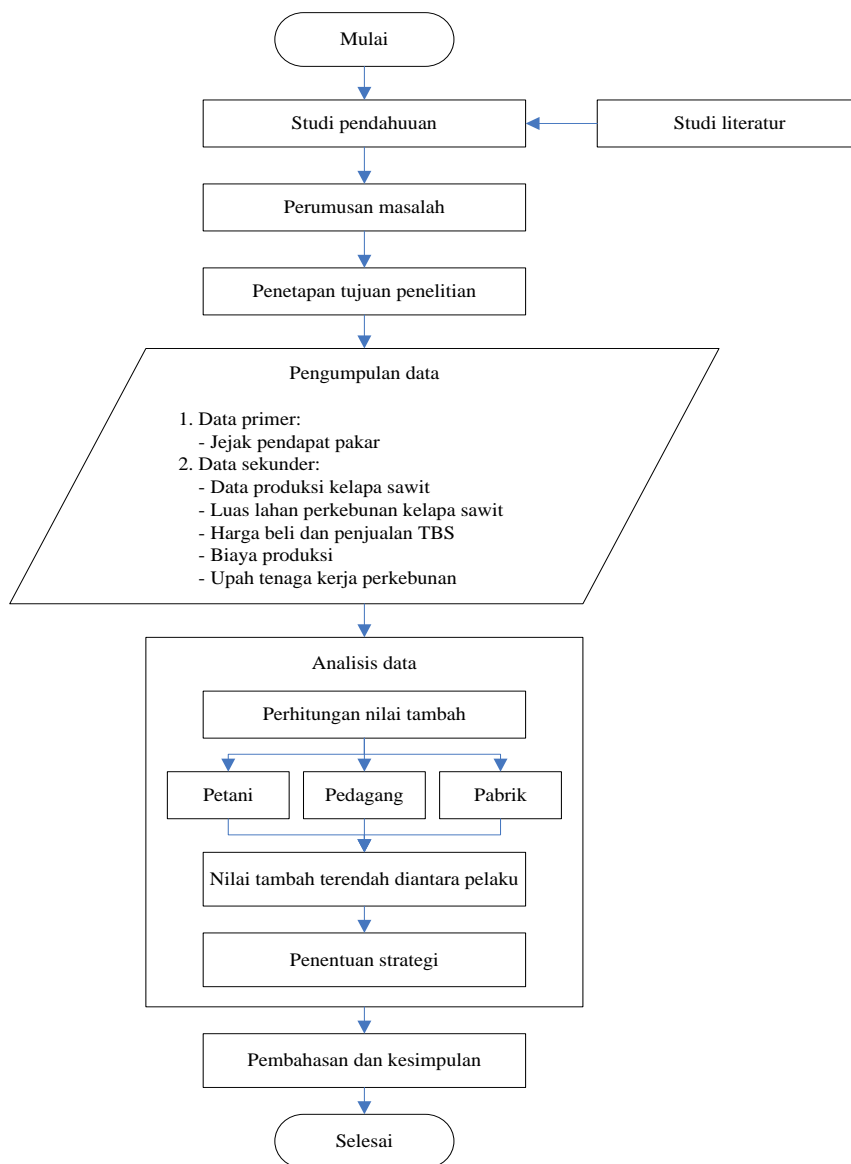 Mulai
Studi pendahuuan
Studi literatur
Perumusan masalah
Penetapan tujuan penelitian
Pengumpulan data
1. Data primer:
- Jejak pendapat pakar
2. Data sekunder:
- Data produksi kelapa sawit
- Luas lahan perkebunan kelapa sawit
- Harga beli dan penjualan TBS
- Biaya produksi
- Upah tenaga kerja perkebunan
Analisis data
Perhitungan nilai tambah
Petani
Pedagang
Pabrik
Nilai tambah terendah diantara pelaku
Penentuan strategi
Pembahasan dan kesimpulan
Selesai